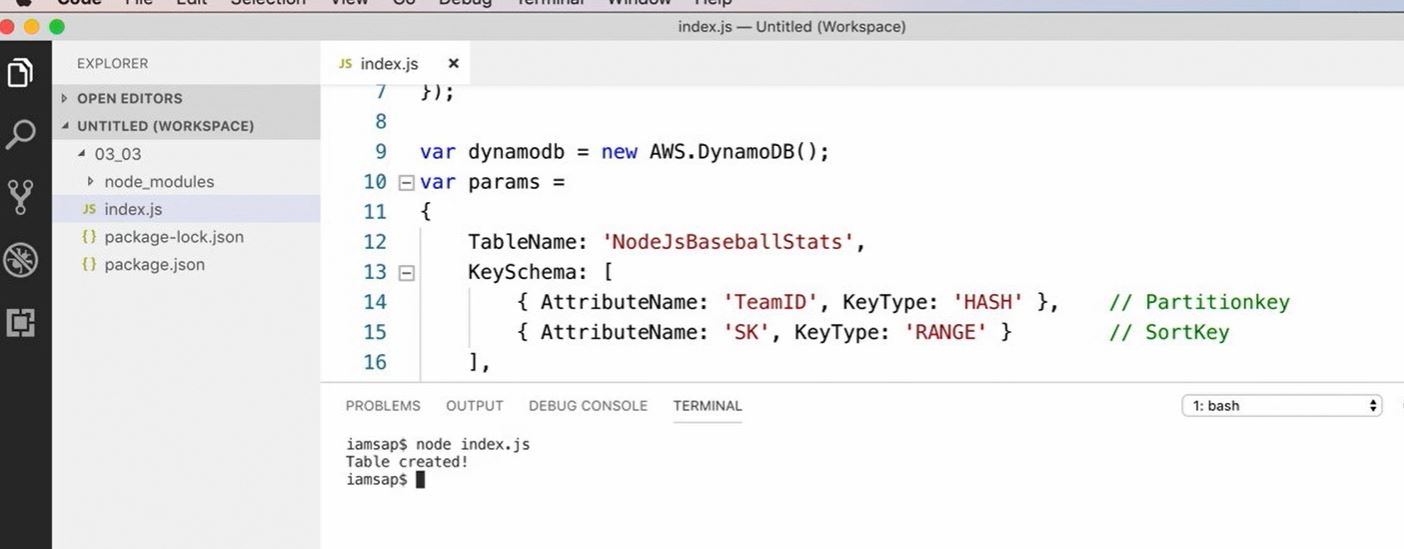 Code File Edit Selection View Go Debug Terminal Window Help
index.js — Untitled (Workspace)
EXPLORER
OPEN EDITORS
UNTITLED (WORKSPACE)
03_03
node_modules
JS index.js
{} package-lock.json
{} package.json
JS index.js ×
7 });
8
9 var dynamodb = new AWS.DynamoDB();
10 var params =
11 {
12 TableName: 'NodeJsBaseballStats',
13 KeySchema: [
14 { AttributeName: 'TeamID', KeyType: 'HASH' }, // Partitionkey
15 { AttributeName: 'SK', KeyType: 'RANGE' } // SortKey
16 ],
PROBLEMS OUTPUT DEBUG CONSOLE TERMINAL 1: bash
iamsap$ node index.js
Table created!
iamsap$